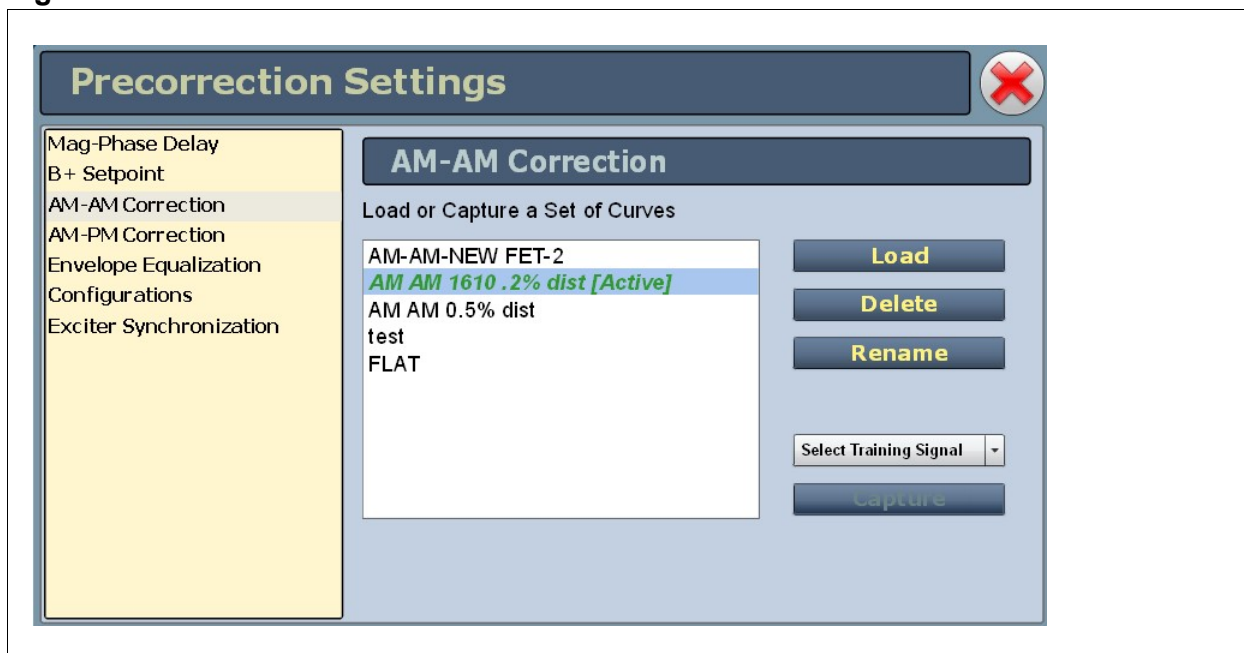 Precorrection Settings
Mag-Phase Delay
B+ Setpoint
AM-AM Correction
AM-PM Correction
Envelope Equalization
Configurations
Exciter Synchronization
AM-AM Correction
Load or Capture a Set of Curves
AM-AM-NEW FET-2
AM AM 1610 .2% dist [Active]
AM AM 0.5% dist
test
FLAT
Load
Delete
Rename
Select Training Signal
Capture